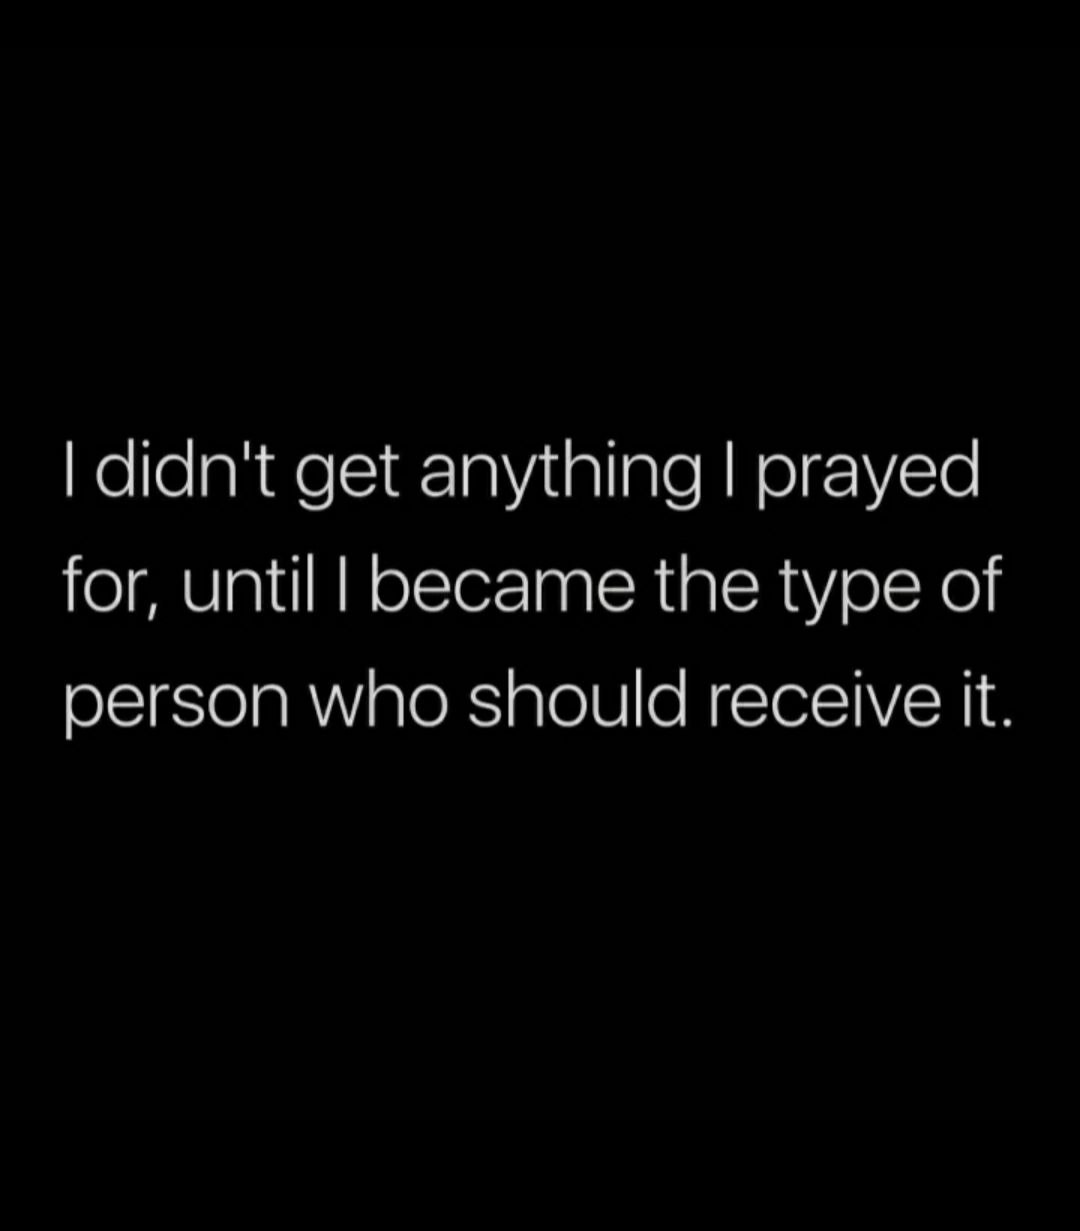 I didn't get anything I prayed
for, until I became the type of
person who should receive it.